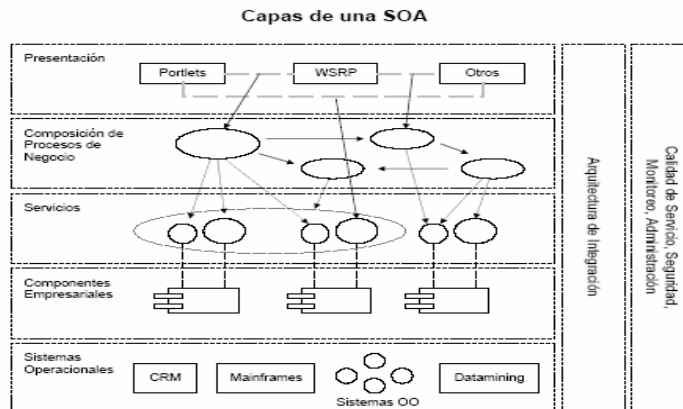 Capas de una SOA
Presentación
Portlets
WSRP
Otros
Composición de
Procesos de
Negocio
Servicios
Componentes
Empresariales
Sistemas
Operacionales
CRM
Mainframes
Sistemas OO
Datamining
Arquitectura de Integración
Calidad de Servicio, Seguridad,
Monitoreo, Administración